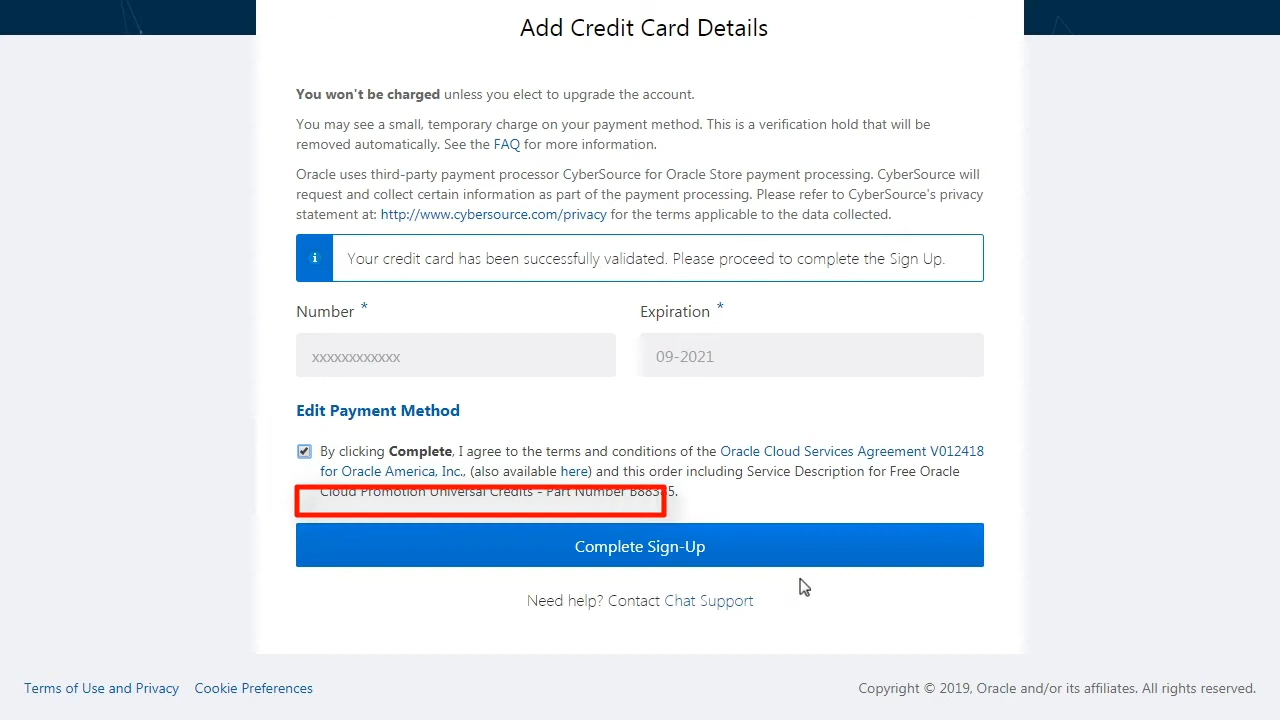 Add Credit Card Details
You won't be charged unless you elect to upgrade the account.
You may see a small, temporary charge on your payment method. This is a verification hold that will be
removed automatically. See the FAQ for more information.
Oracle uses third-party payment processor CyberSource for Oracle Store payment processing. CyberSource will
request and collect certain information as part of the payment processing. Please refer to CyberSource's privacy
statement at: http://www.cybersource.com/privacy for the terms applicable to the data collected.
i Your credit card has been successfully validated. Please proceed to complete the Sign Up.
Number * Expiration *
xxxxxxxxxxxx 09-2021
Edit Payment Method
By clicking Complete, I agree to the terms and conditions of the Oracle Cloud Services Agreement V012418
for Oracle America, Inc., (also available here) and this order including Service Description for Free Oracle
Cloud Promotion Universal Credits - Part Number
Complete Sign-Up
Need help? Contact Chat Support
Terms of Use and Privacy Cookie Preferences Copyright © 2019, Oracle and/or its affiliates. All rights reserved.